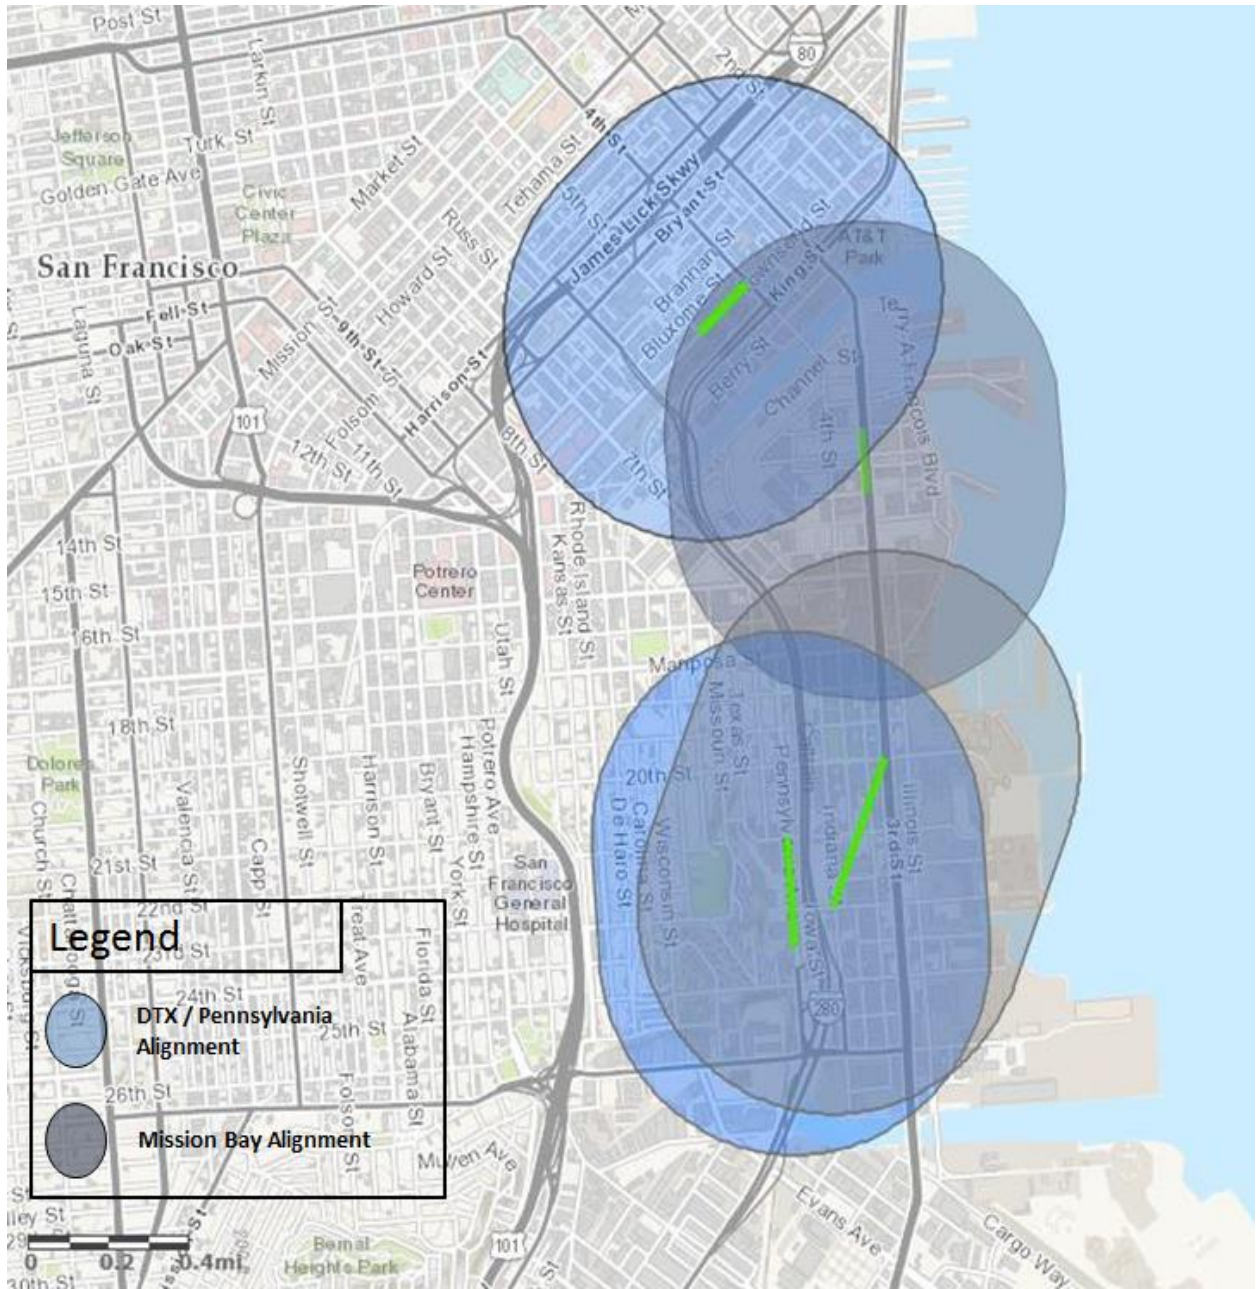 Post St
Larkin St
2nd St
80
Jefferson
Square
Turk St
Golden Gate Ave
Civic
Center
Plaza
Market St
Tehama St
4th St
5th St
James Lick Skwy
Bryant St
Russ St
Howard St
Brannan St
Bluxome St
Townsend St
King St
AT&T
Park
San Francisco
Fell St
Oak St
Laguna St
Mission
9th St
Folsom
Harrison St
Berry St
Channel St
Terry A Francois Blvd
4th St
101
11th St
12th St
8th St
7th St
14th St
15th St
16th St
Potrero
Center
Rhode Island St
Kansas St
Utah St
Mariposa St
18th St
Texas St
Missouri St
20th St
Dolores
Park
Church St
Valencia St
Shotwell St
Capp St
Harrison St
Bryant St
Potrero Ave
Hampshire St
York St
De Haro St
Carolina St
Wisconsin St
Pennsylv
Indiana
Illinois St
3rd St
Iowa St
280
21st St
San
Francisco
General
Hospital
22nd St
23rd St
24th St
25th St
26th St
reat Ave
Florida St
Alabama St
Folsom St
Legend
DTX / Pennsylvania
Alignment
Mission Bay Alignment
Evans Ave
Cargo Way
Bernal
Heights Park
101
0 0.2 0.4mi
30th St